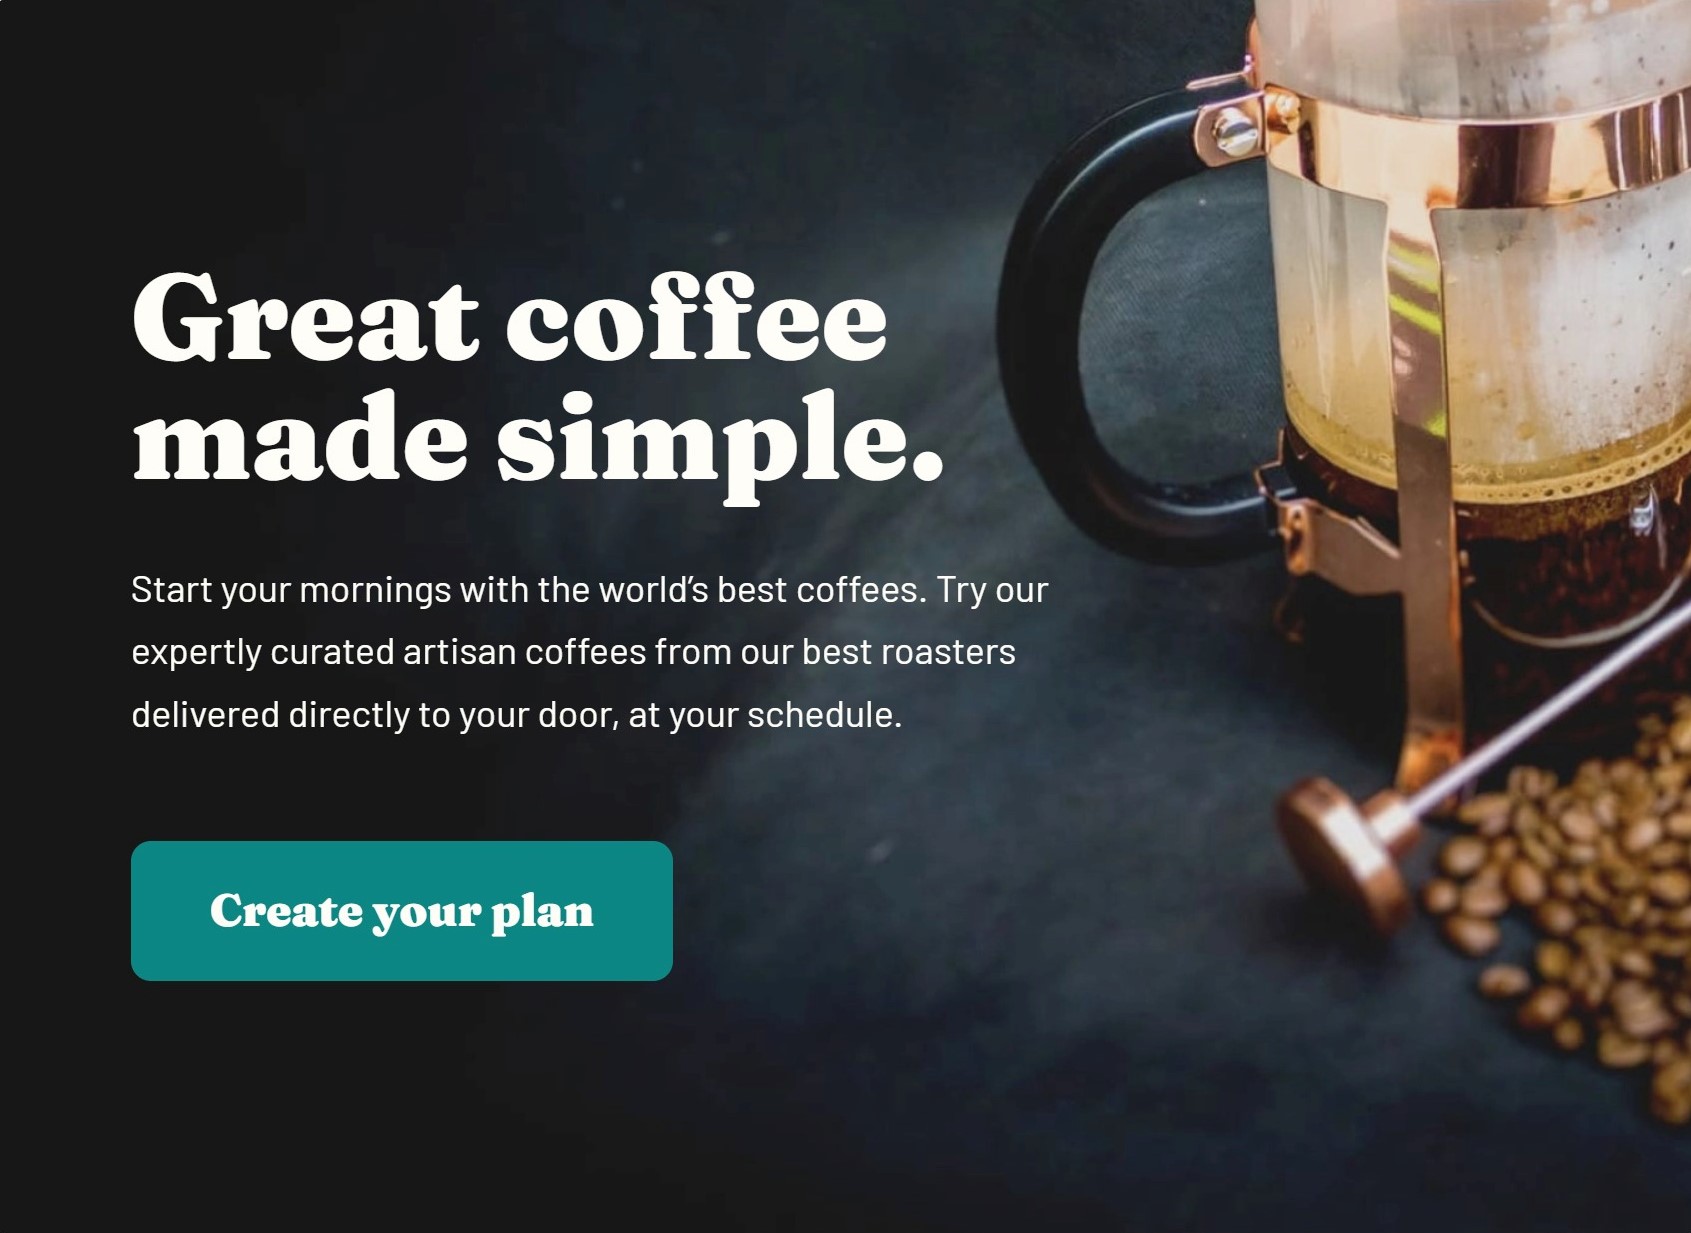 Great coffee
made simple.
Start your mornings with the world’s best coffees. Try our
expertly curated artisan coffees from our best roasters
delivered directly to your door, at your schedule.
Create your plan